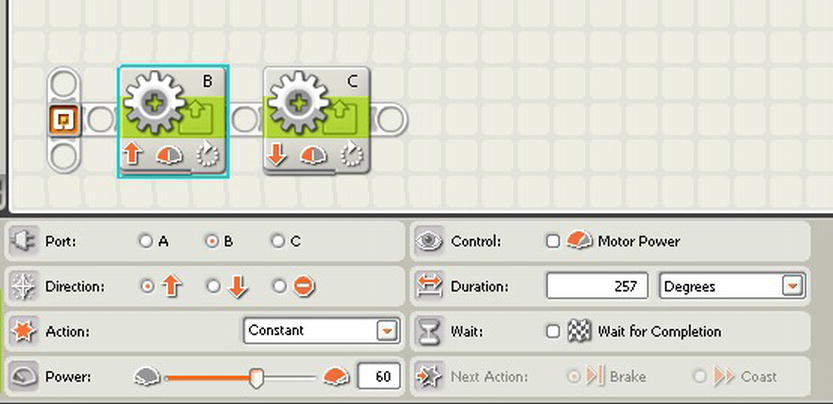 B
C
Port:
A
B
C
Control:
Motor Power
Direction:
Duration:
257
Degrees
Action:
Constant
Wait:
Wait for Completion
Power:
60
Next Action:
Brake
Coast